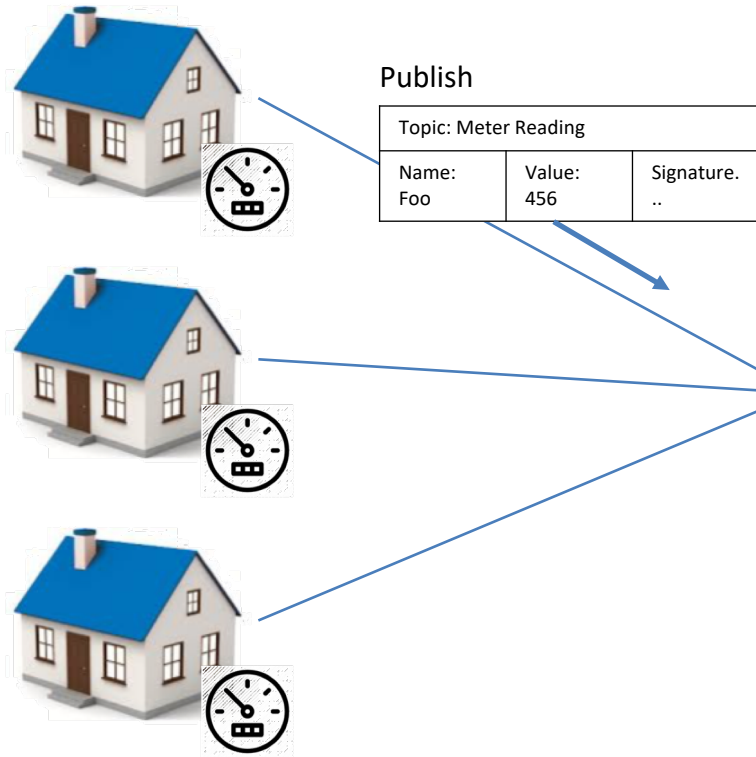 Publish
Topic: Meter Reading
Name:
Foo
Value:
456
Signature.
..